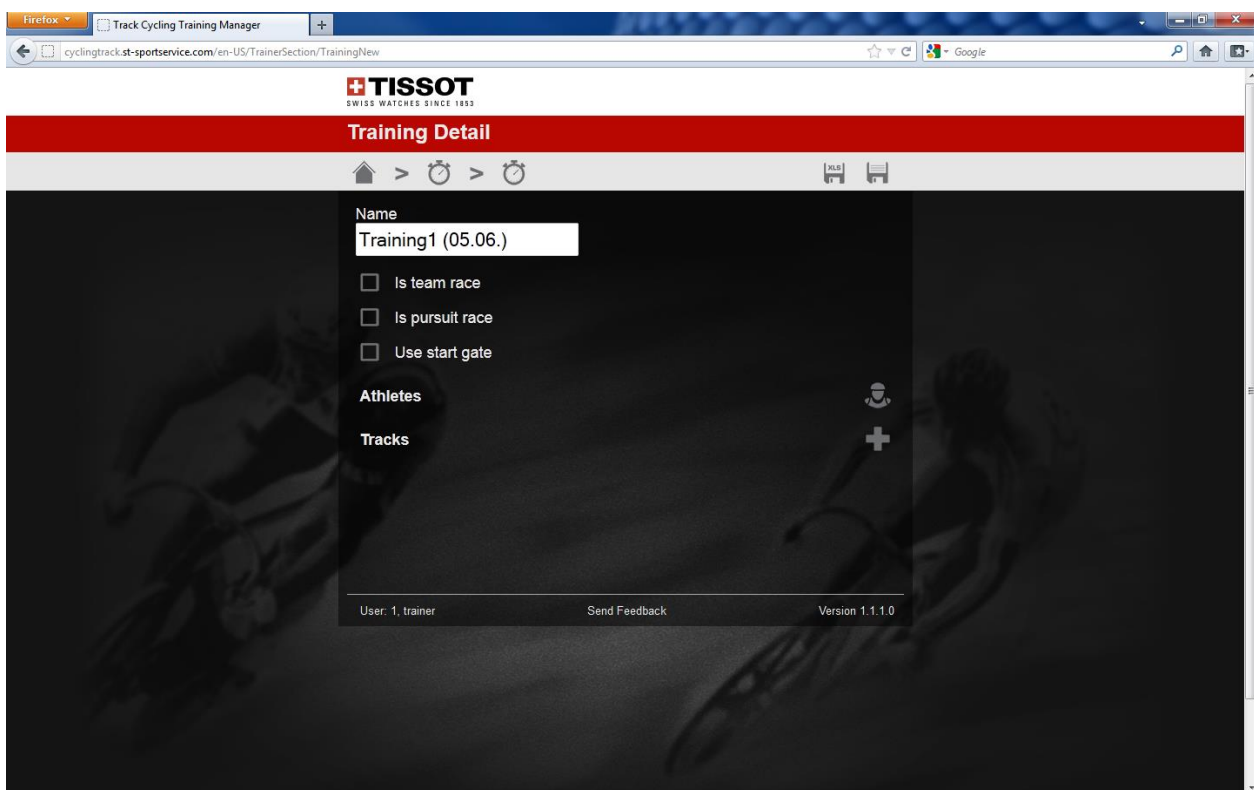 Firefox
Track Cycling Training Manager
+
cyclingtrack.st-sportservice.com/en-US/TrainerSection/TrainingNew
Google
TISSOT
SWISS WATCHES SINCE 1853
Training Detail
> >
XLS
Name
Training1 (05.06.)
Is team race
Is pursuit race
Use start gate
Athletes
Tracks
User: 1, trainer Send Feedback Version 1.1.1.0